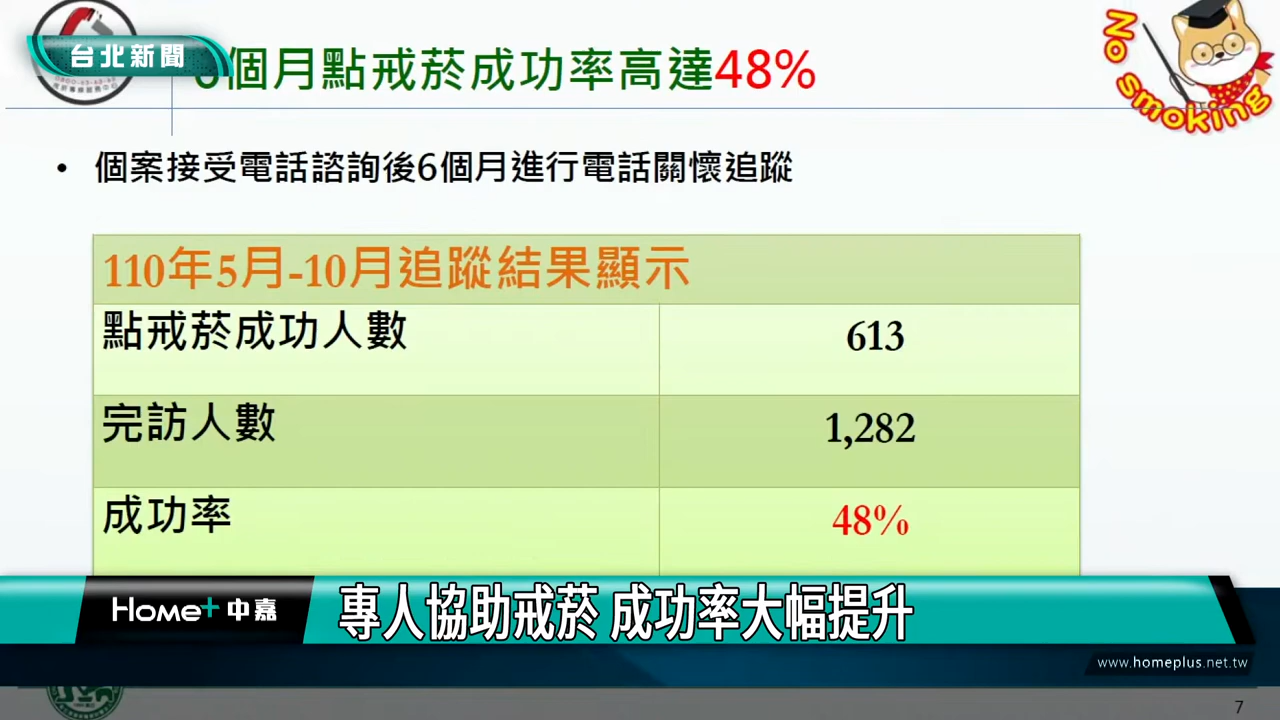 台北新聞
6個月點戒菸成功率高達48%
No smoking
• 個案接受電話諮詢後6個月進行電話關懷追蹤
110年5月-10月追蹤結果顯示
點戒菸成功人數 613
完訪人數 1,282
成功率 48%
Home+中嘉
專人協助戒菸 成功率大幅提升
www.homeplus.net.tw
7